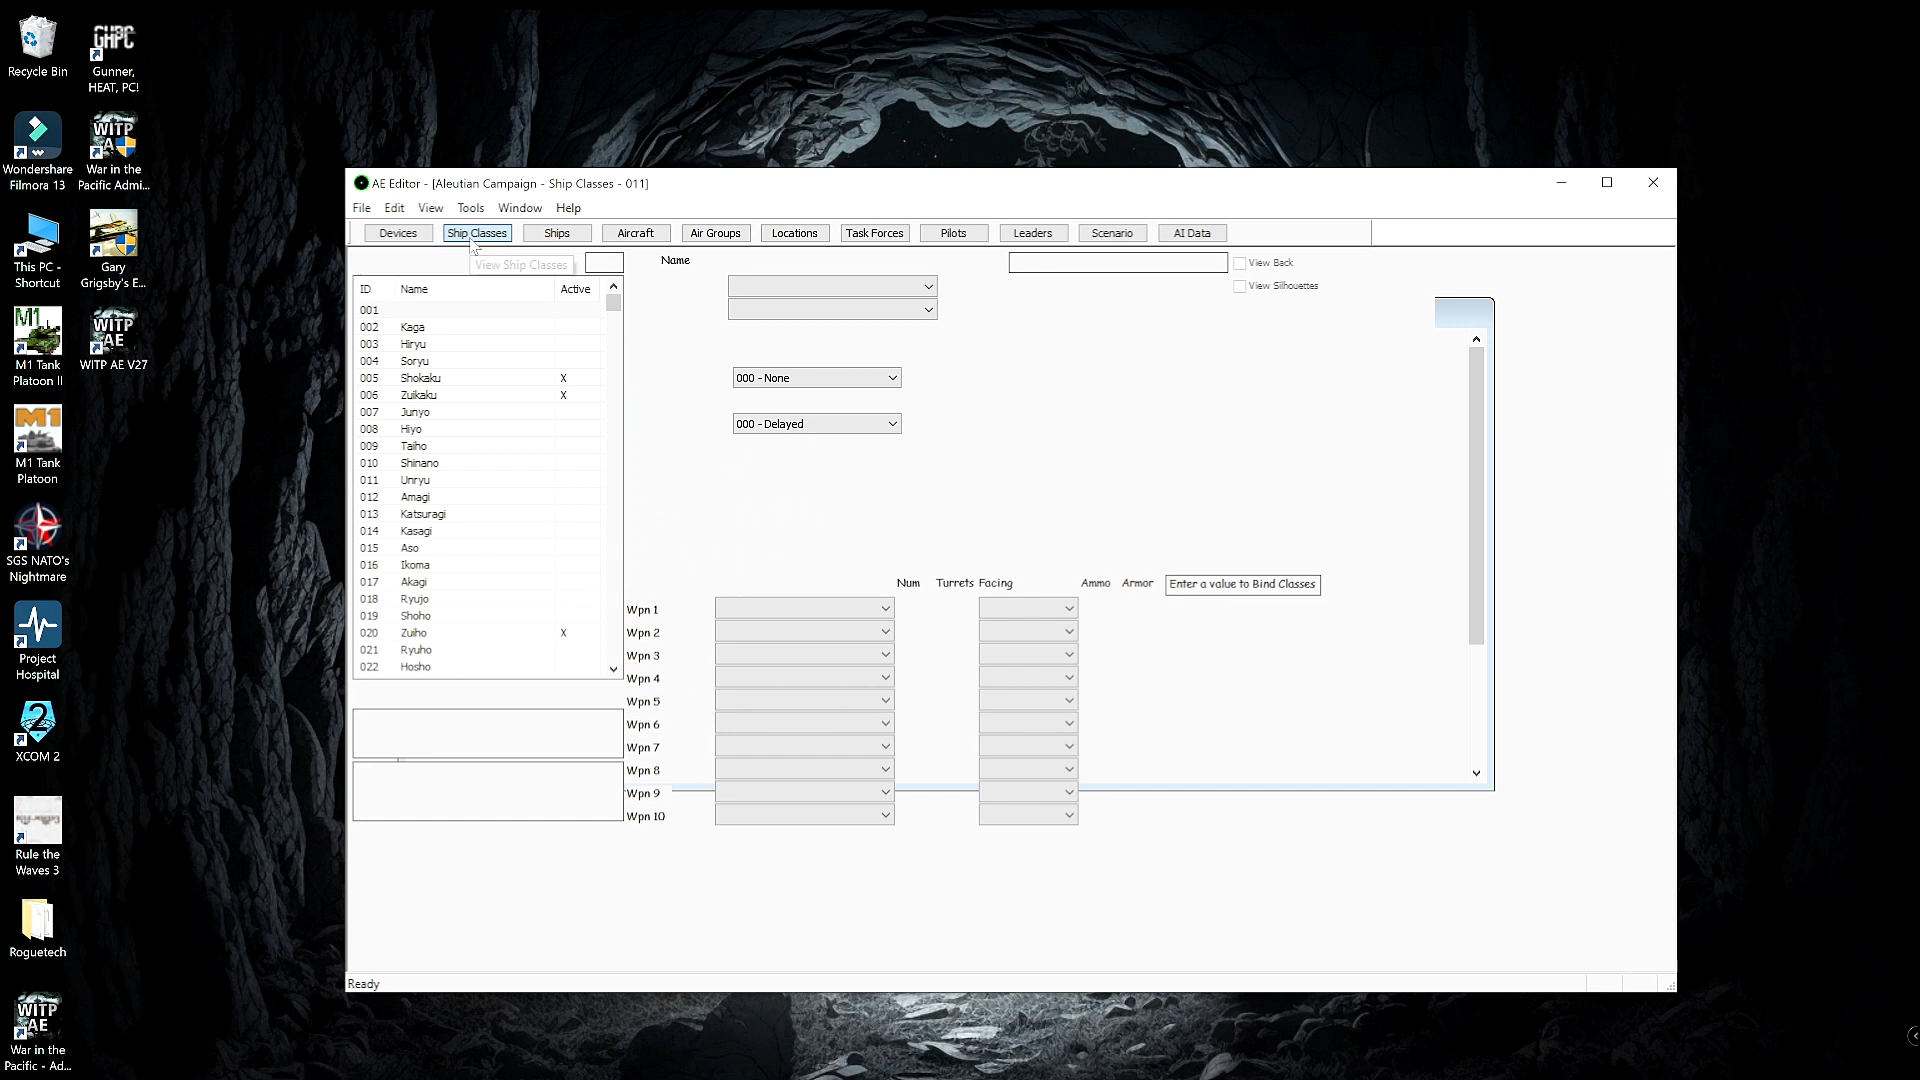 Recycle Bin
GHPC
Gunner,
HEAT, PC!
Wondershare
Filmora 13
WITP
A
War in the
Pacific Admi...
This PC -
Shortcut
Gary
Grigsby's E...
M1
M1 Tank
Platoon II
WITP
AE
WITP AE V27
M1
M1 Tank
Platoon
SGS NATO's
Nightmare
Project
Hospital
XCOM 2
Rule the
Waves 3
Roguetech
WITP
AE
War in the
Pacific - Ad...
AE Editor - [Aleutian Campaign - Ship Classes - 011]
File Edit View Tools Window Help
Devices Ship Classes Ships Aircraft Air Groups Locations Task Forces Pilots Leaders Scenario AI Data
View Ship Classes
Name
View Back
View Silhouettes
ID Name Active
001
002 Kaga
003 Hiryu
004 Soryu
005 Shokaku X
006 Zuikaku X
007 Junyo
008 Hiyo
009 Taiho
010 Shinano
011 Unryu
012 Amagi
013 Katsuragi
014 Kasagi
015 Aso
016 Ikoma
017 Akagi
018 Ryujo
019 Shoho
020 Zuiho X
021 Ryuho
022 Hosho
000 - None
000 - Delayed
Num Turrets Facing Ammo Armor Enter a value to Bind Classes
Wpn 1
Wpn 2
Wpn 3
Wpn 4
Wpn 5
Wpn 6
Wpn 7
Wpn 8
Wpn 9
Wpn 10
Ready